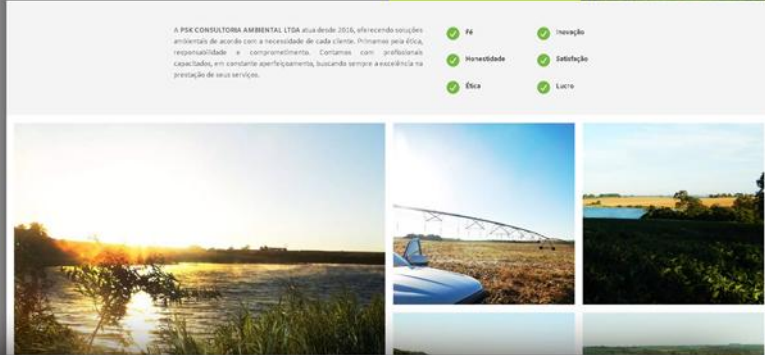 A PSK CONSULTORIA AMBIENTAL LTDA atua desde 2016, oferecendo soluções
ambientais de acordo com a necessidade de cada cliente. Primamos pela ética,
responsabilidade e comprometimento. Contamos com profissionais
capacitados, em constante aperfeiçoamento, buscando sempre a excelência na
prestação de seus serviços.
Fé
Inovação
Honestidade
Satisfação
Ética
Lucro